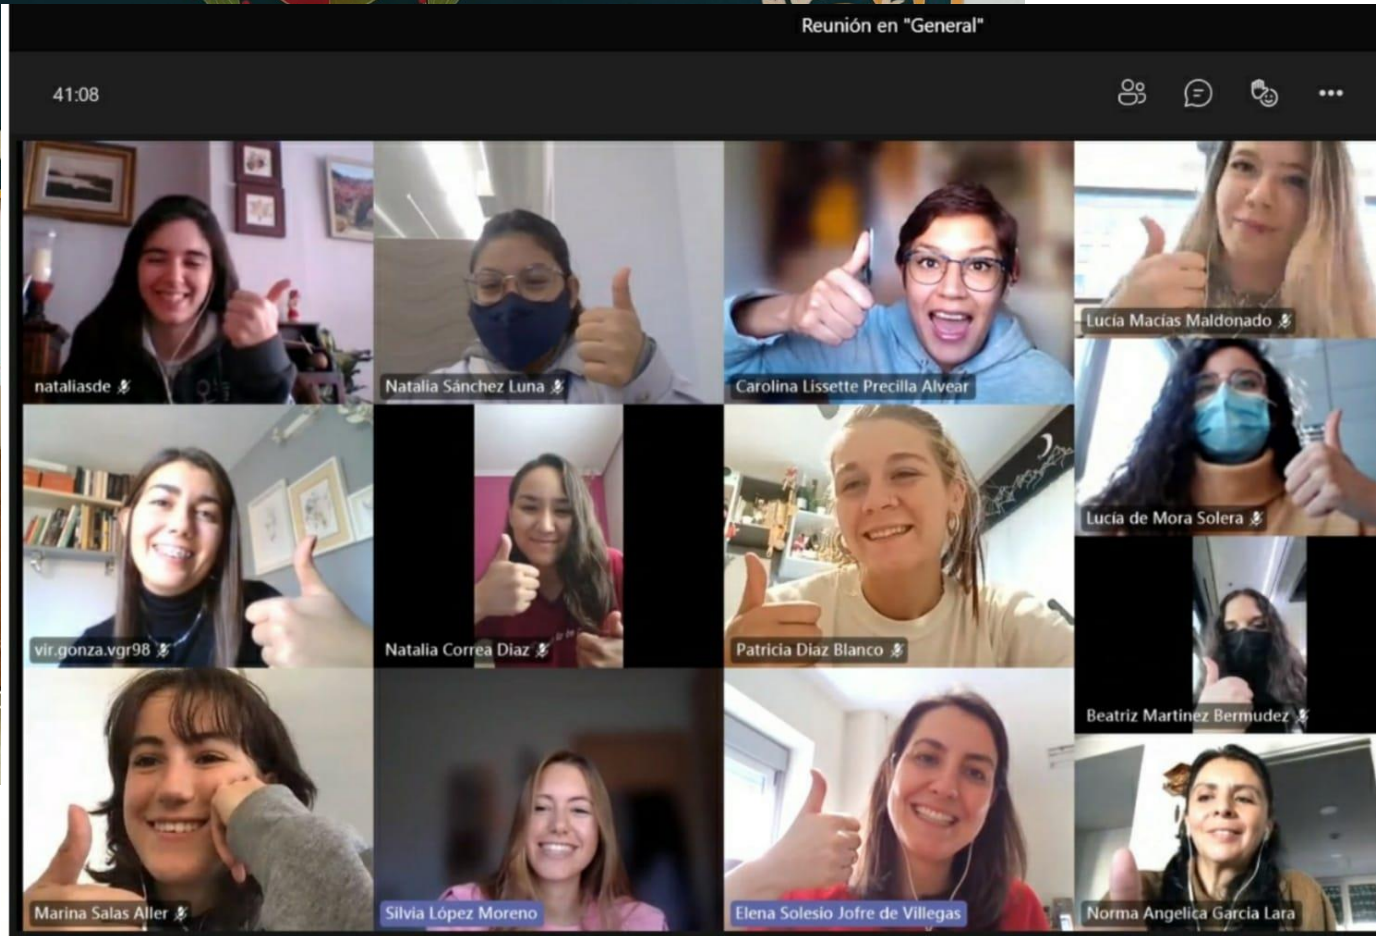 Reunión en "General"
41:08
nataliasde
Natalia Sánchez Luna
Carolina Lissette Precilla Alvear
Lucía Macías Maldonado
Lucía de Mora Solera
vir.gonza.vgr98
Natalia Correa Diaz
Patricia Diaz Blanco
Beatriz Martinez Bermudez
Marina Salas Aller
Silvia López Moreno
Elena Solesio Jofre de Villegas
Norma Angelica Garcia Lara